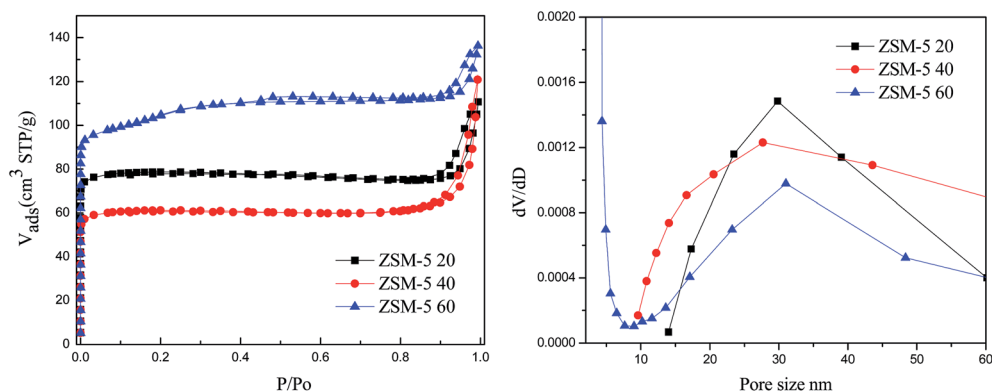 140
120
100
80
60
40
20
0
0.0 0.2 0.4 0.6 0.8 1.0
V_ads(cm³ STP/g)
P/Po
ZSM-5 20
ZSM-5 40
ZSM-5 60
0.0020
0.0016
0.0012
0.0008
0.0004
0.0000
10 20 30 40 50 60
dV/dD
Pore size nm
ZSM-5 20
ZSM-5 40
ZSM-5 60